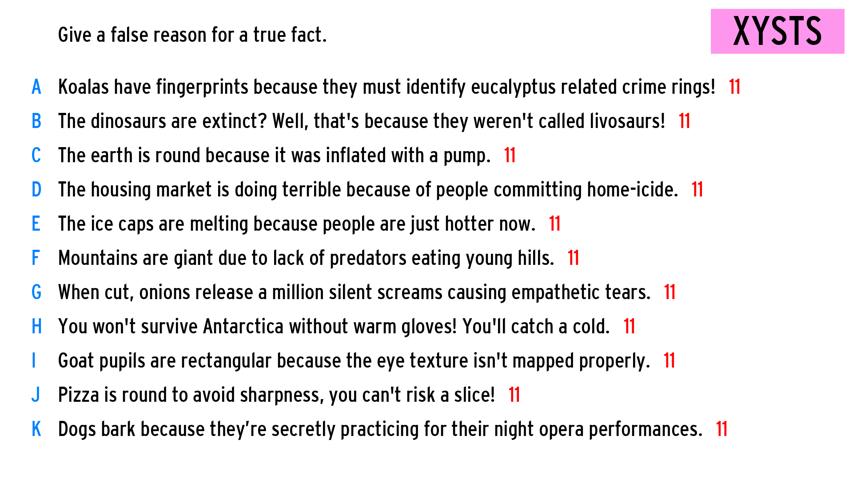 Give a false reason for a true fact.
XYSTS
A Koalas have fingerprints because they must identify eucalyptus related crime rings! 11
B The dinosaurs are extinct? Well, that's because they weren't called livosaurs! 11
C The earth is round because it was inflated with a pump. 11
D The housing market is doing terrible because of people committing home-icide. 11
E The ice caps are melting because people are just hotter now. 11
F Mountains are giant due to lack of predators eating young hills. 11
G When cut, onions release a million silent screams causing empathetic tears. 11
H You won't survive Antarctica without warm gloves! You'll catch a cold. 11
I Goat pupils are rectangular because the eye texture isn't mapped properly. 11
J Pizza is round to avoid sharpness, you can't risk a slice! 11
K Dogs bark because they’re secretly practicing for their night opera performances. 11